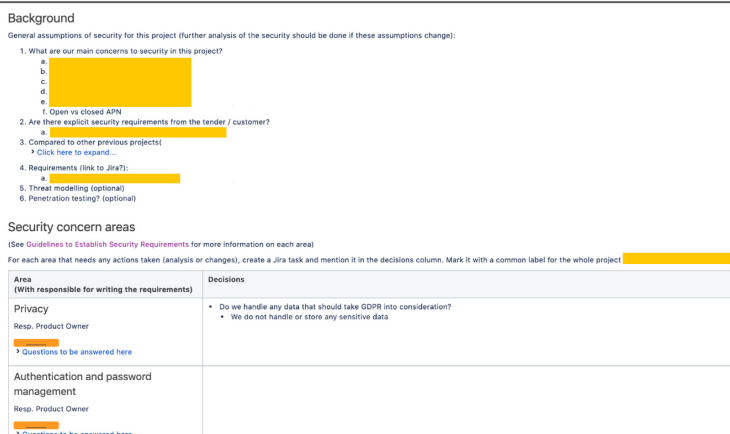 Background
General assumptions of security for this project (further analysis of the security should be done if these assumptions change):
1. What are our main concerns to security in this project?
a.
b.
c.
d.
e.
f. Open vs closed APN
2. Are there explicit security requirements from the tender / customer?
a.
3. Compared to other previous projects(
> Click here to expand...
4. Requirements (link to Jira?):
a.
5. Threat modelling (optional)
6. Penetration testing? (optional)
Security concern areas
(See Guidelines to Establish Security Requirements for more information on each area)
For each area that needs any actions taken (analysis or changes), create a Jira task and mention it in the decisions column. Mark it with a common label for the whole project
Area
(With responsible for writing the requirements)
Decisions
Privacy
Resp. Product Owner
> Questions to be answered here
• Do we handle any data that should take GDPR into consideration?
• We do not handle or store any sensitive data
Authentication and password
management
Resp. Product Owner
> Questions to be answered here